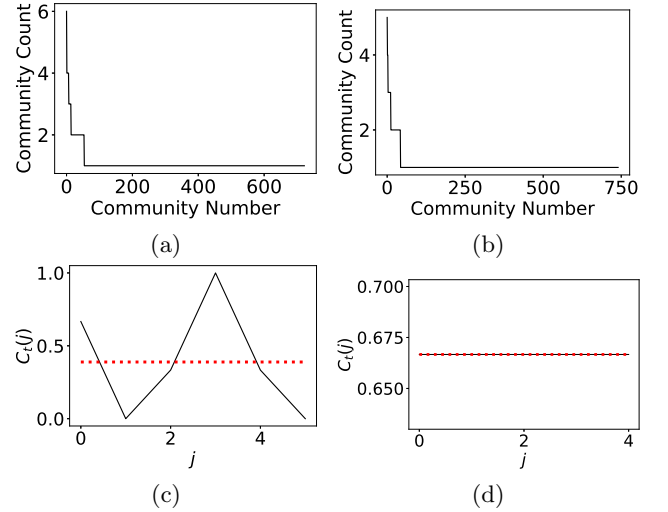 Community Count
6
4
2
0 200 400 600
Community Number
(a)
Community Count
4
2
0 250 500 750
Community Number
(b)
C_t(j)
1.0
0.5
0.0
0 2 4
j
(c)
C_t(j)
0.700
0.675
0.650
0 2 4
j
(d)